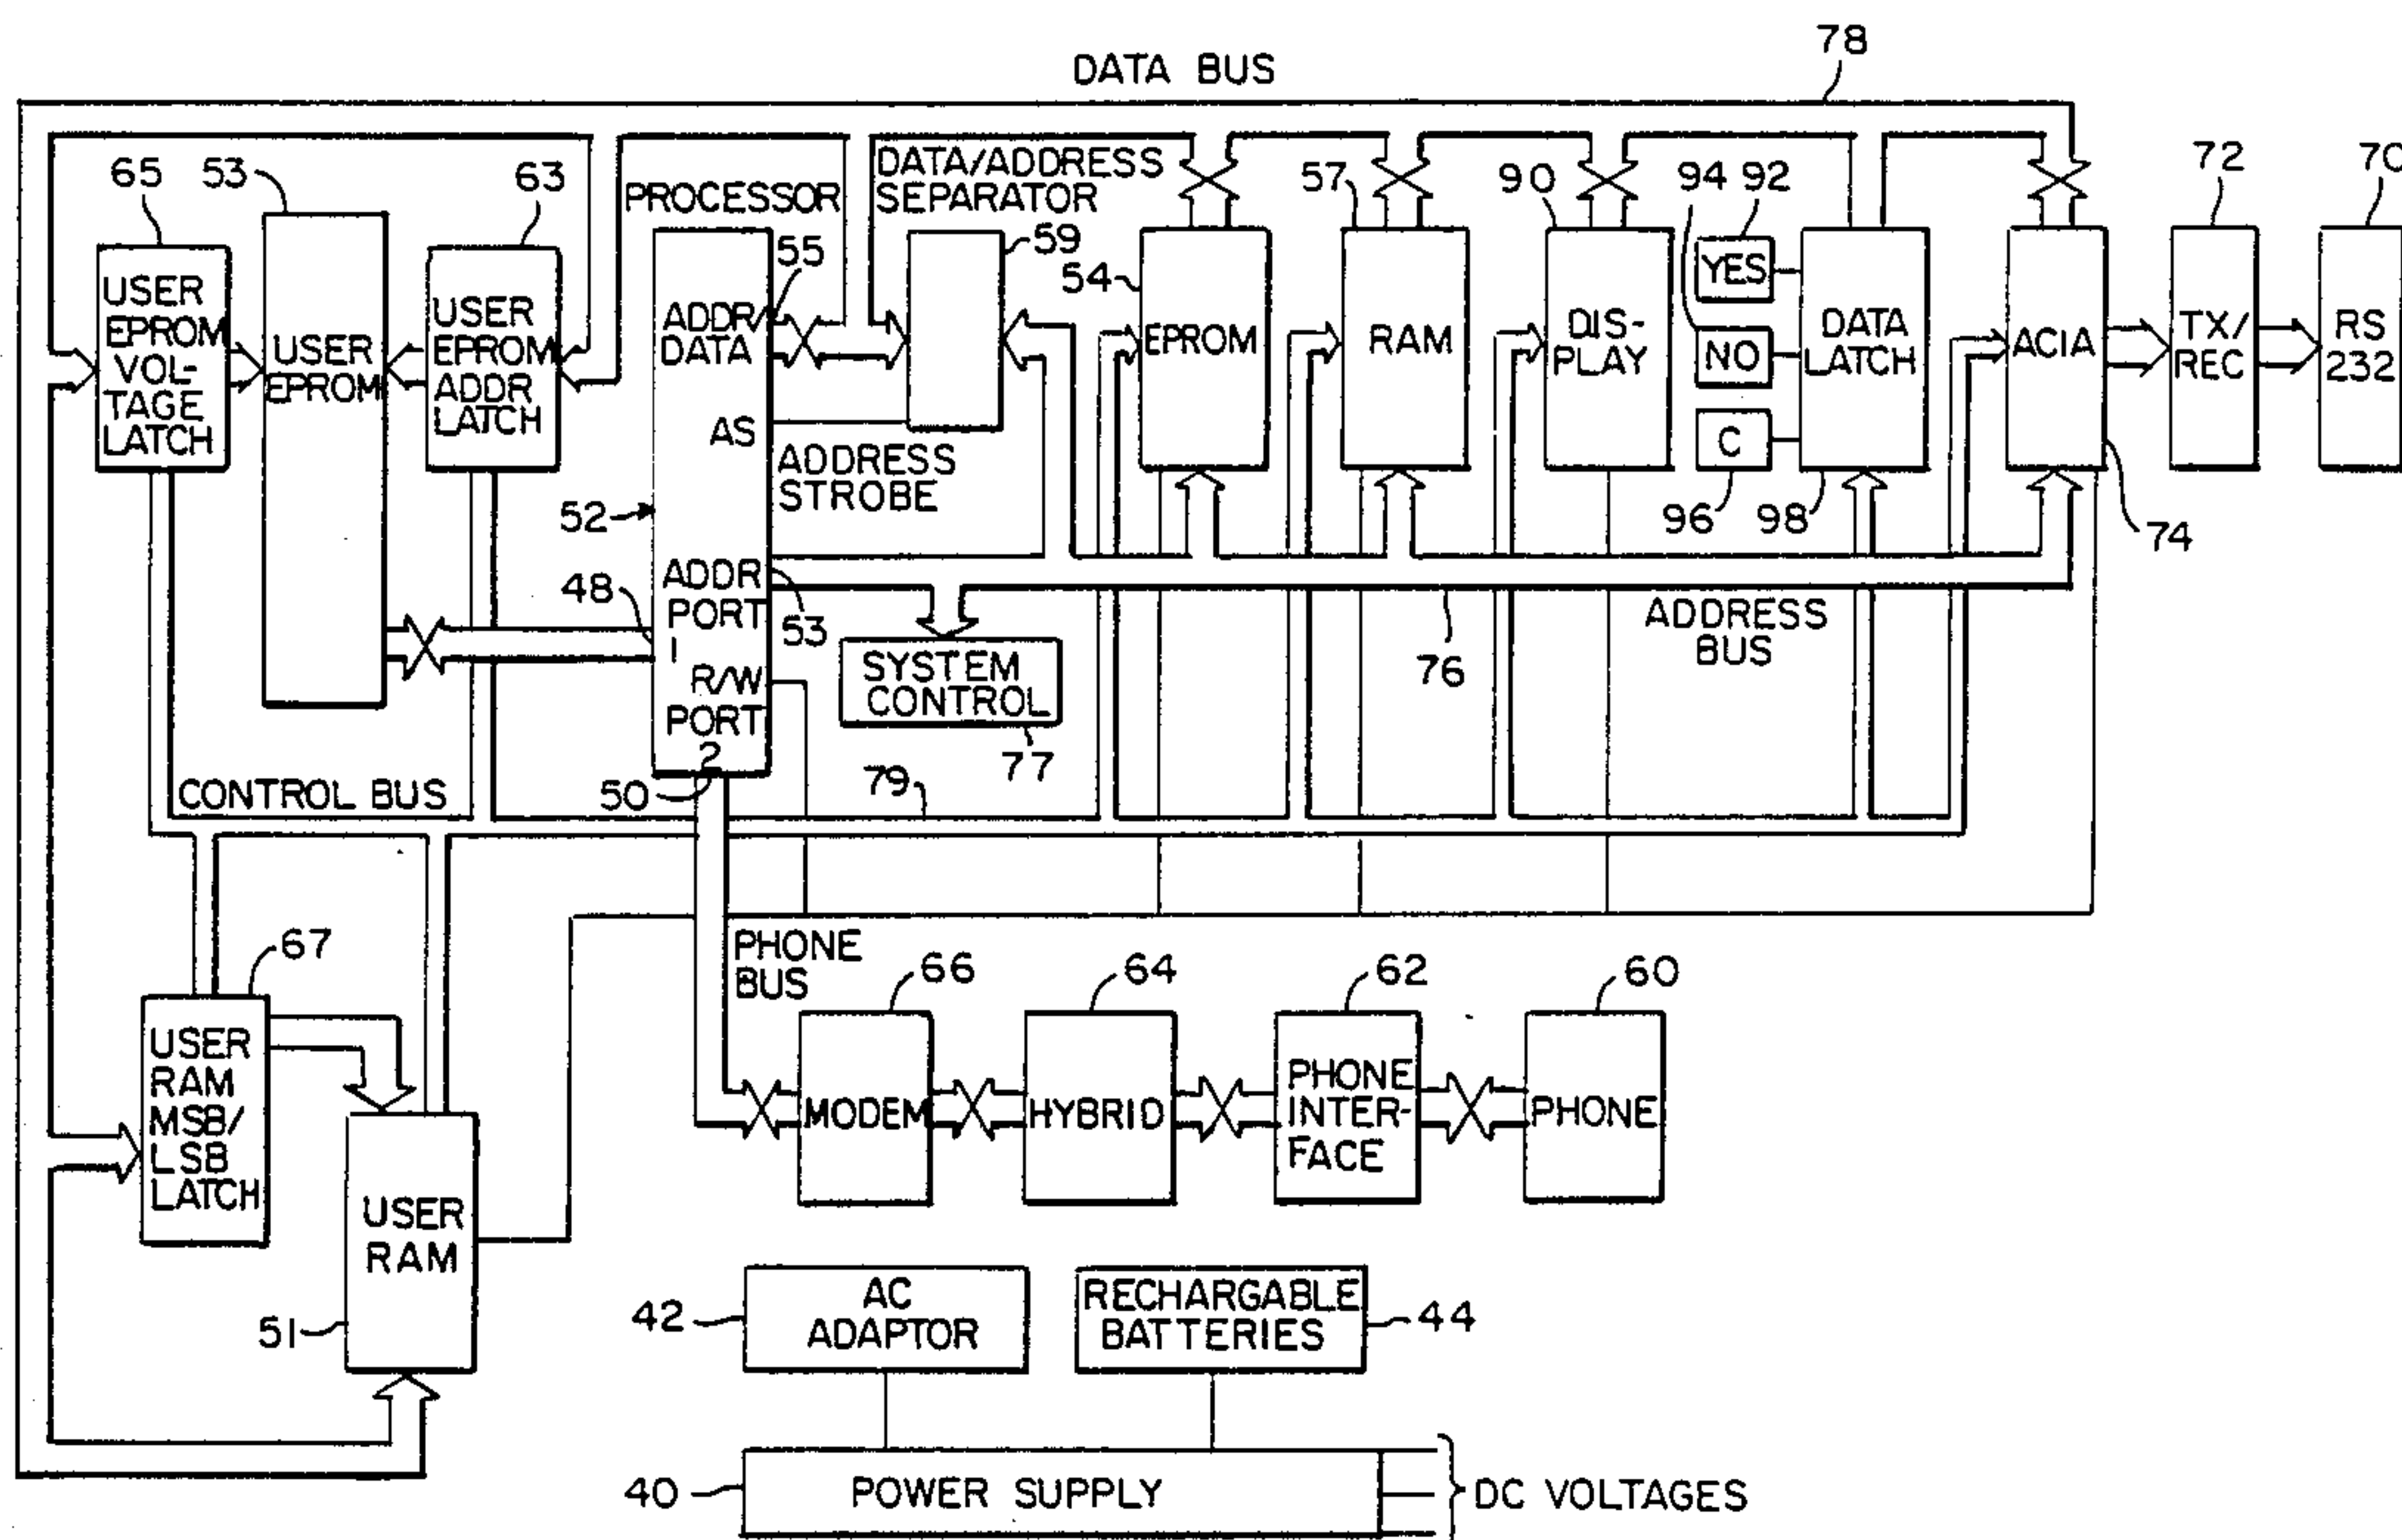 DATA BUS
78
65
53
63
PROCESSOR
DATA/ADDRESS
SEPARATOR
59
57
90
94
92
72
70
USER
EPROM
VOL-
TAGE
LATCH
USER
EPROM
USER
EPROM
ADDR
LATCH
ADDR/
DATA
55
AS
ADDRESS
STROBE
52
54
EPROM
RAM
DIS-
PLAY
YES
NO
C
96
DATA
LATCH
98
ACIA
74
TX/
REC
RS
232
48
ADDR
PORT
1
53
R/W
PORT
2
50
SYSTEM
CONTROL
77
76
ADDRESS
BUS
CONTROL BUS
79
67
PHONE
BUS
66
64
62
60
USER
RAM
MSB/
LSB
LATCH
USER
RAM
51
MODEM
HYBRID
PHONE
INTER-
FACE
PHONE
42
AC
ADAPTOR
RECHARGABLE
BATTERIES
44
40
POWER SUPPLY
DC VOLTAGES